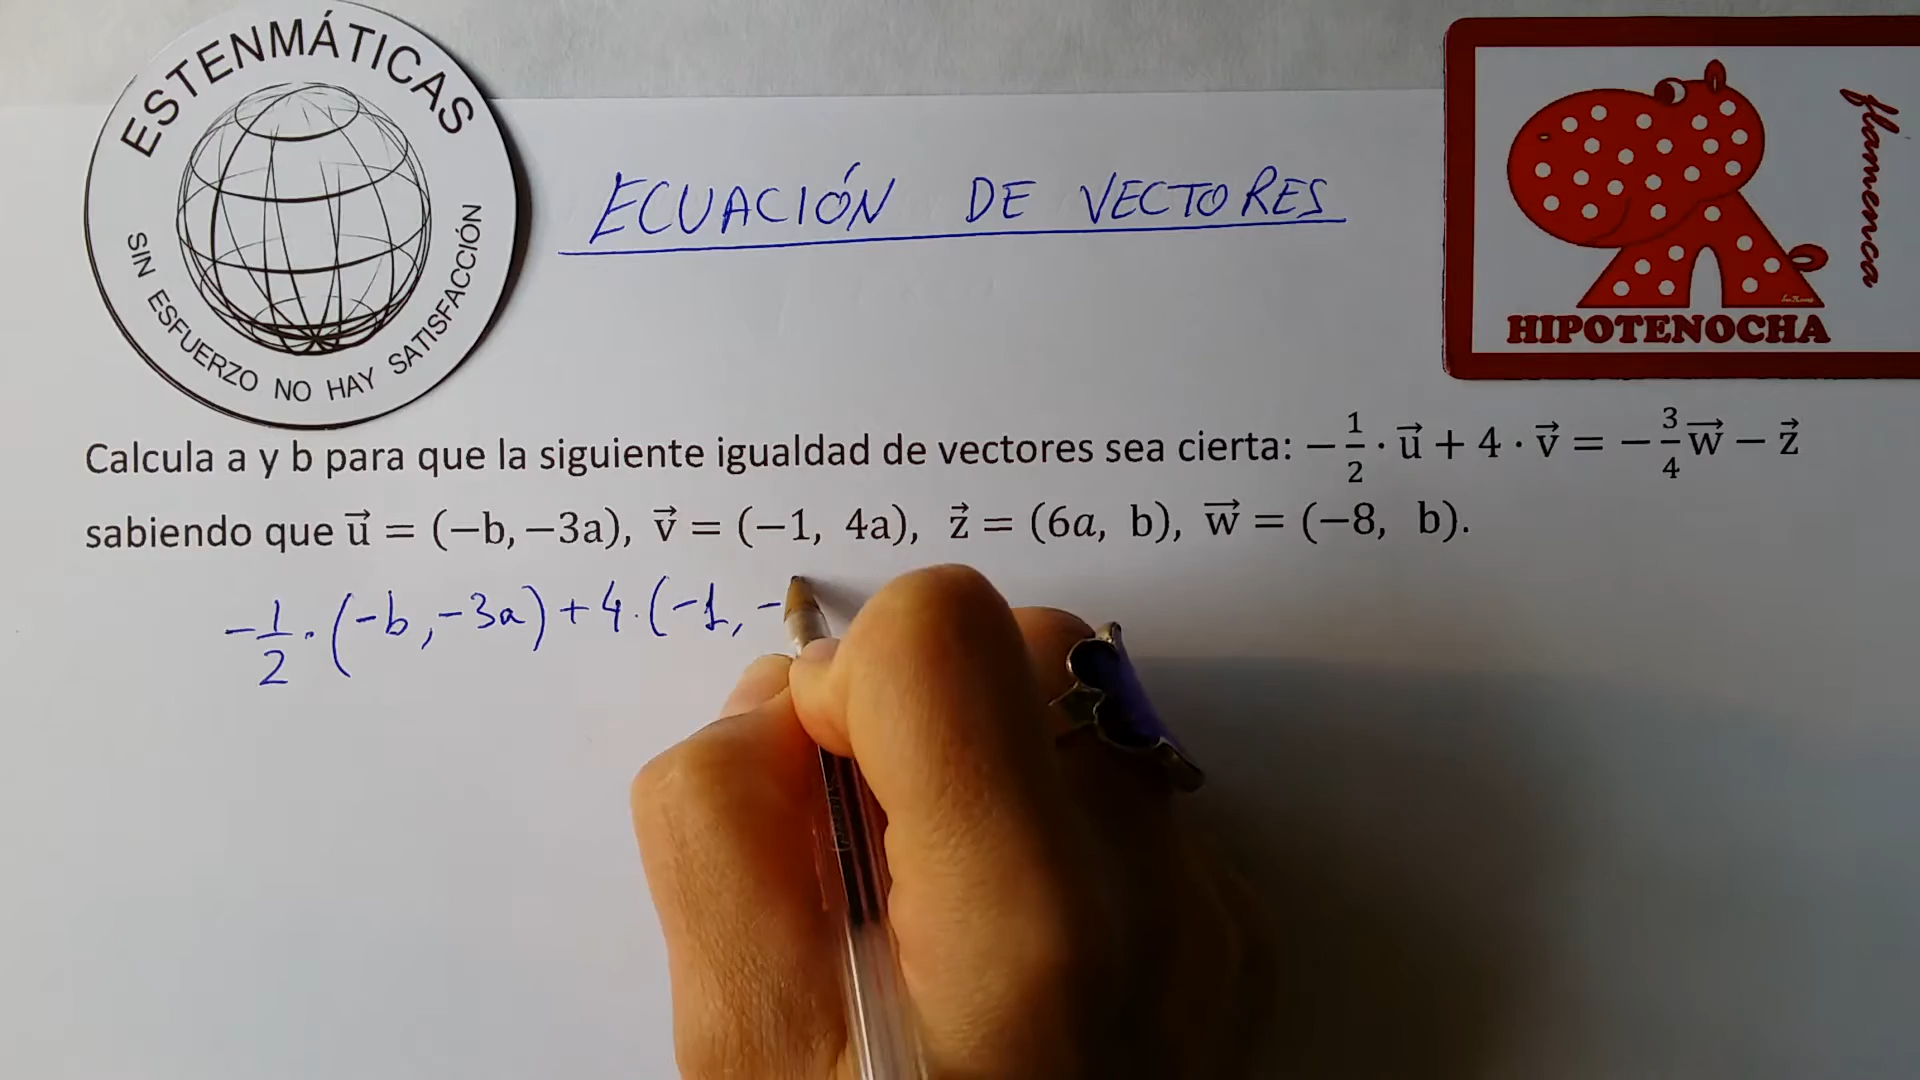 ESTENMÁTICAS
SIN ESFUERZO NO HAY SATISFACCIÓN
ECUACIÓN DE VECTORES
flamenca
HIPOTENOCHA
Calcula a y b para que la siguiente igualdad de vectores sea cierta: −1/2 · u⃗ + 4 · v⃗ = −3/4 w⃗ − z⃗
sabiendo que u⃗ = (−b, −3a), v⃗ = (−1, 4a), z⃗ = (6a, b), w⃗ = (−8, b).
−1/2 · (−b, −3a) + 4 · (−1, −